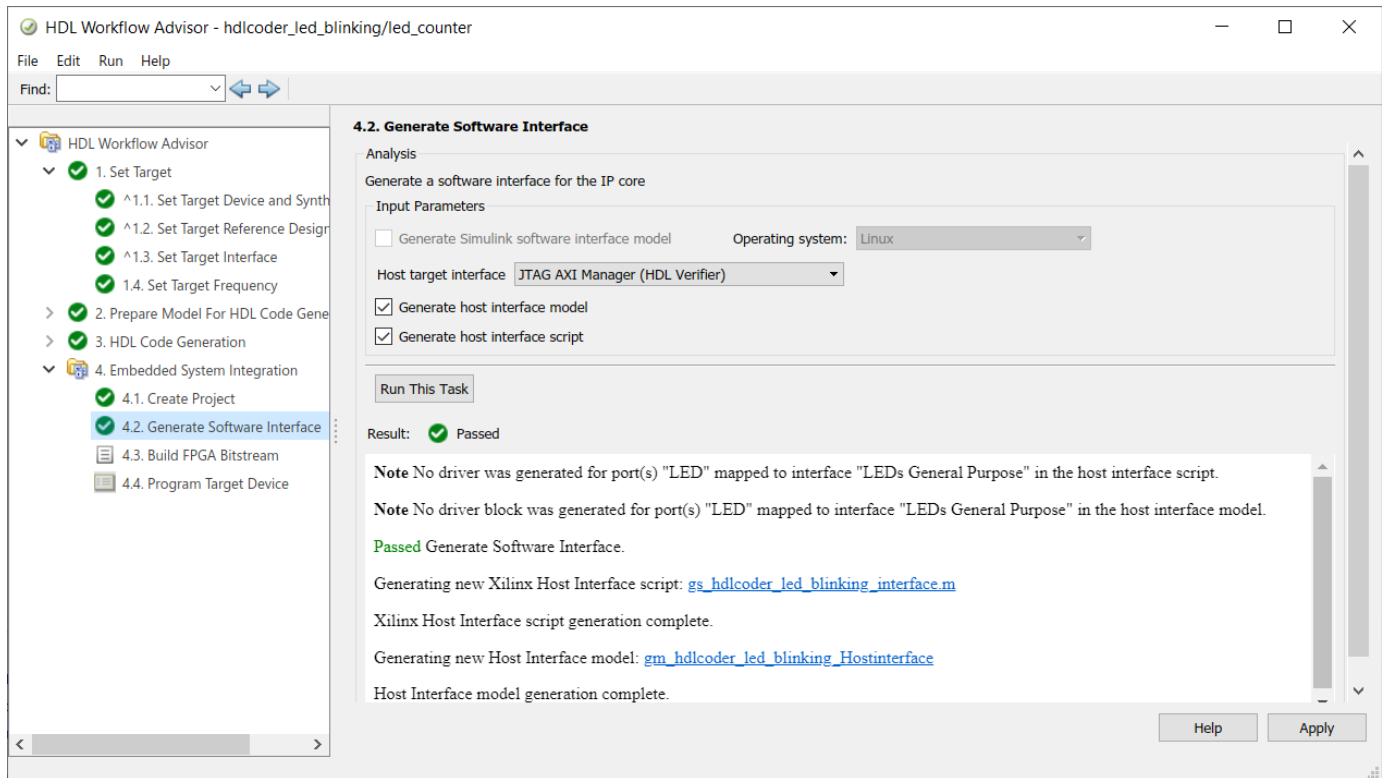 HDL Workflow Advisor - hdlcoder_led_blinking/led_counter
File Edit Run Help
Find:
HDL Workflow Advisor
1. Set Target
^1.1. Set Target Device and Synth
^1.2. Set Target Reference Design
^1.3. Set Target Interface
1.4. Set Target Frequency
2. Prepare Model For HDL Code Gene
3. HDL Code Generation
4. Embedded System Integration
4.1. Create Project
4.2. Generate Software Interface
4.3. Build FPGA Bitstream
4.4. Program Target Device
4.2. Generate Software Interface
Analysis
Generate a software interface for the IP core
Input Parameters
Generate Simulink software interface model Operating system: Linux
Host target interface JTAG AXI Manager (HDL Verifier)
Generate host interface model
Generate host interface script
Run This Task
Result: Passed
Note No driver was generated for port(s) "LED" mapped to interface "LEDs General Purpose" in the host interface script.
Note No driver block was generated for port(s) "LED" mapped to interface "LEDs General Purpose" in the host interface model.
Passed Generate Software Interface.
Generating new Xilinx Host Interface script: gs_hdlcoder_led_blinking_interface.m
Xilinx Host Interface script generation complete.
Generating new Host Interface model: gm_hdlcoder_led_blinking_Hostinterface
Host Interface model generation complete.
Help Apply